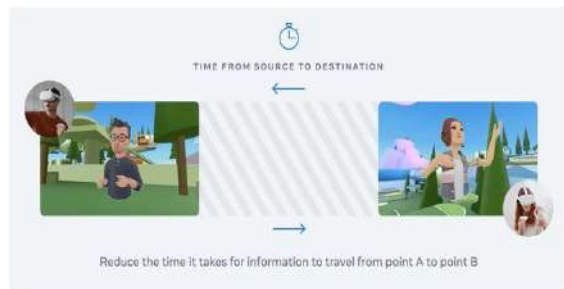 TIME FROM SOURCE TO DESTINATION
Reduce the time it takes for information to travel from point A to point B